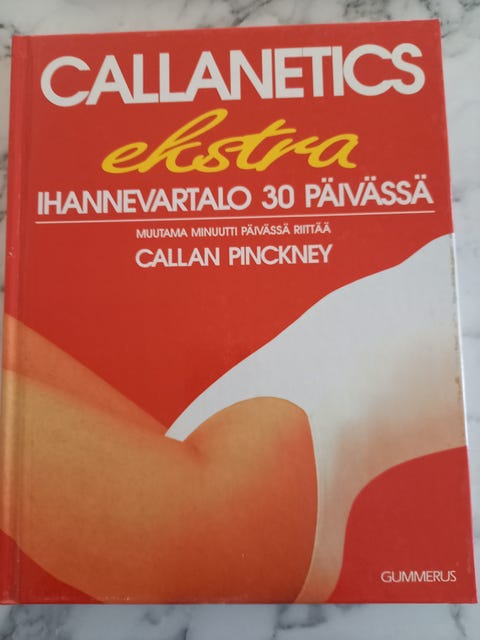 CALLANETICS
ekstra
IHANNEVARTALO 30 PÄIVÄSSÄ
MUUTAMA MINUUTTI PÄIVÄSSÄ RIITTÄÄ
CALLAN PINCKNEY
GUMMERUS